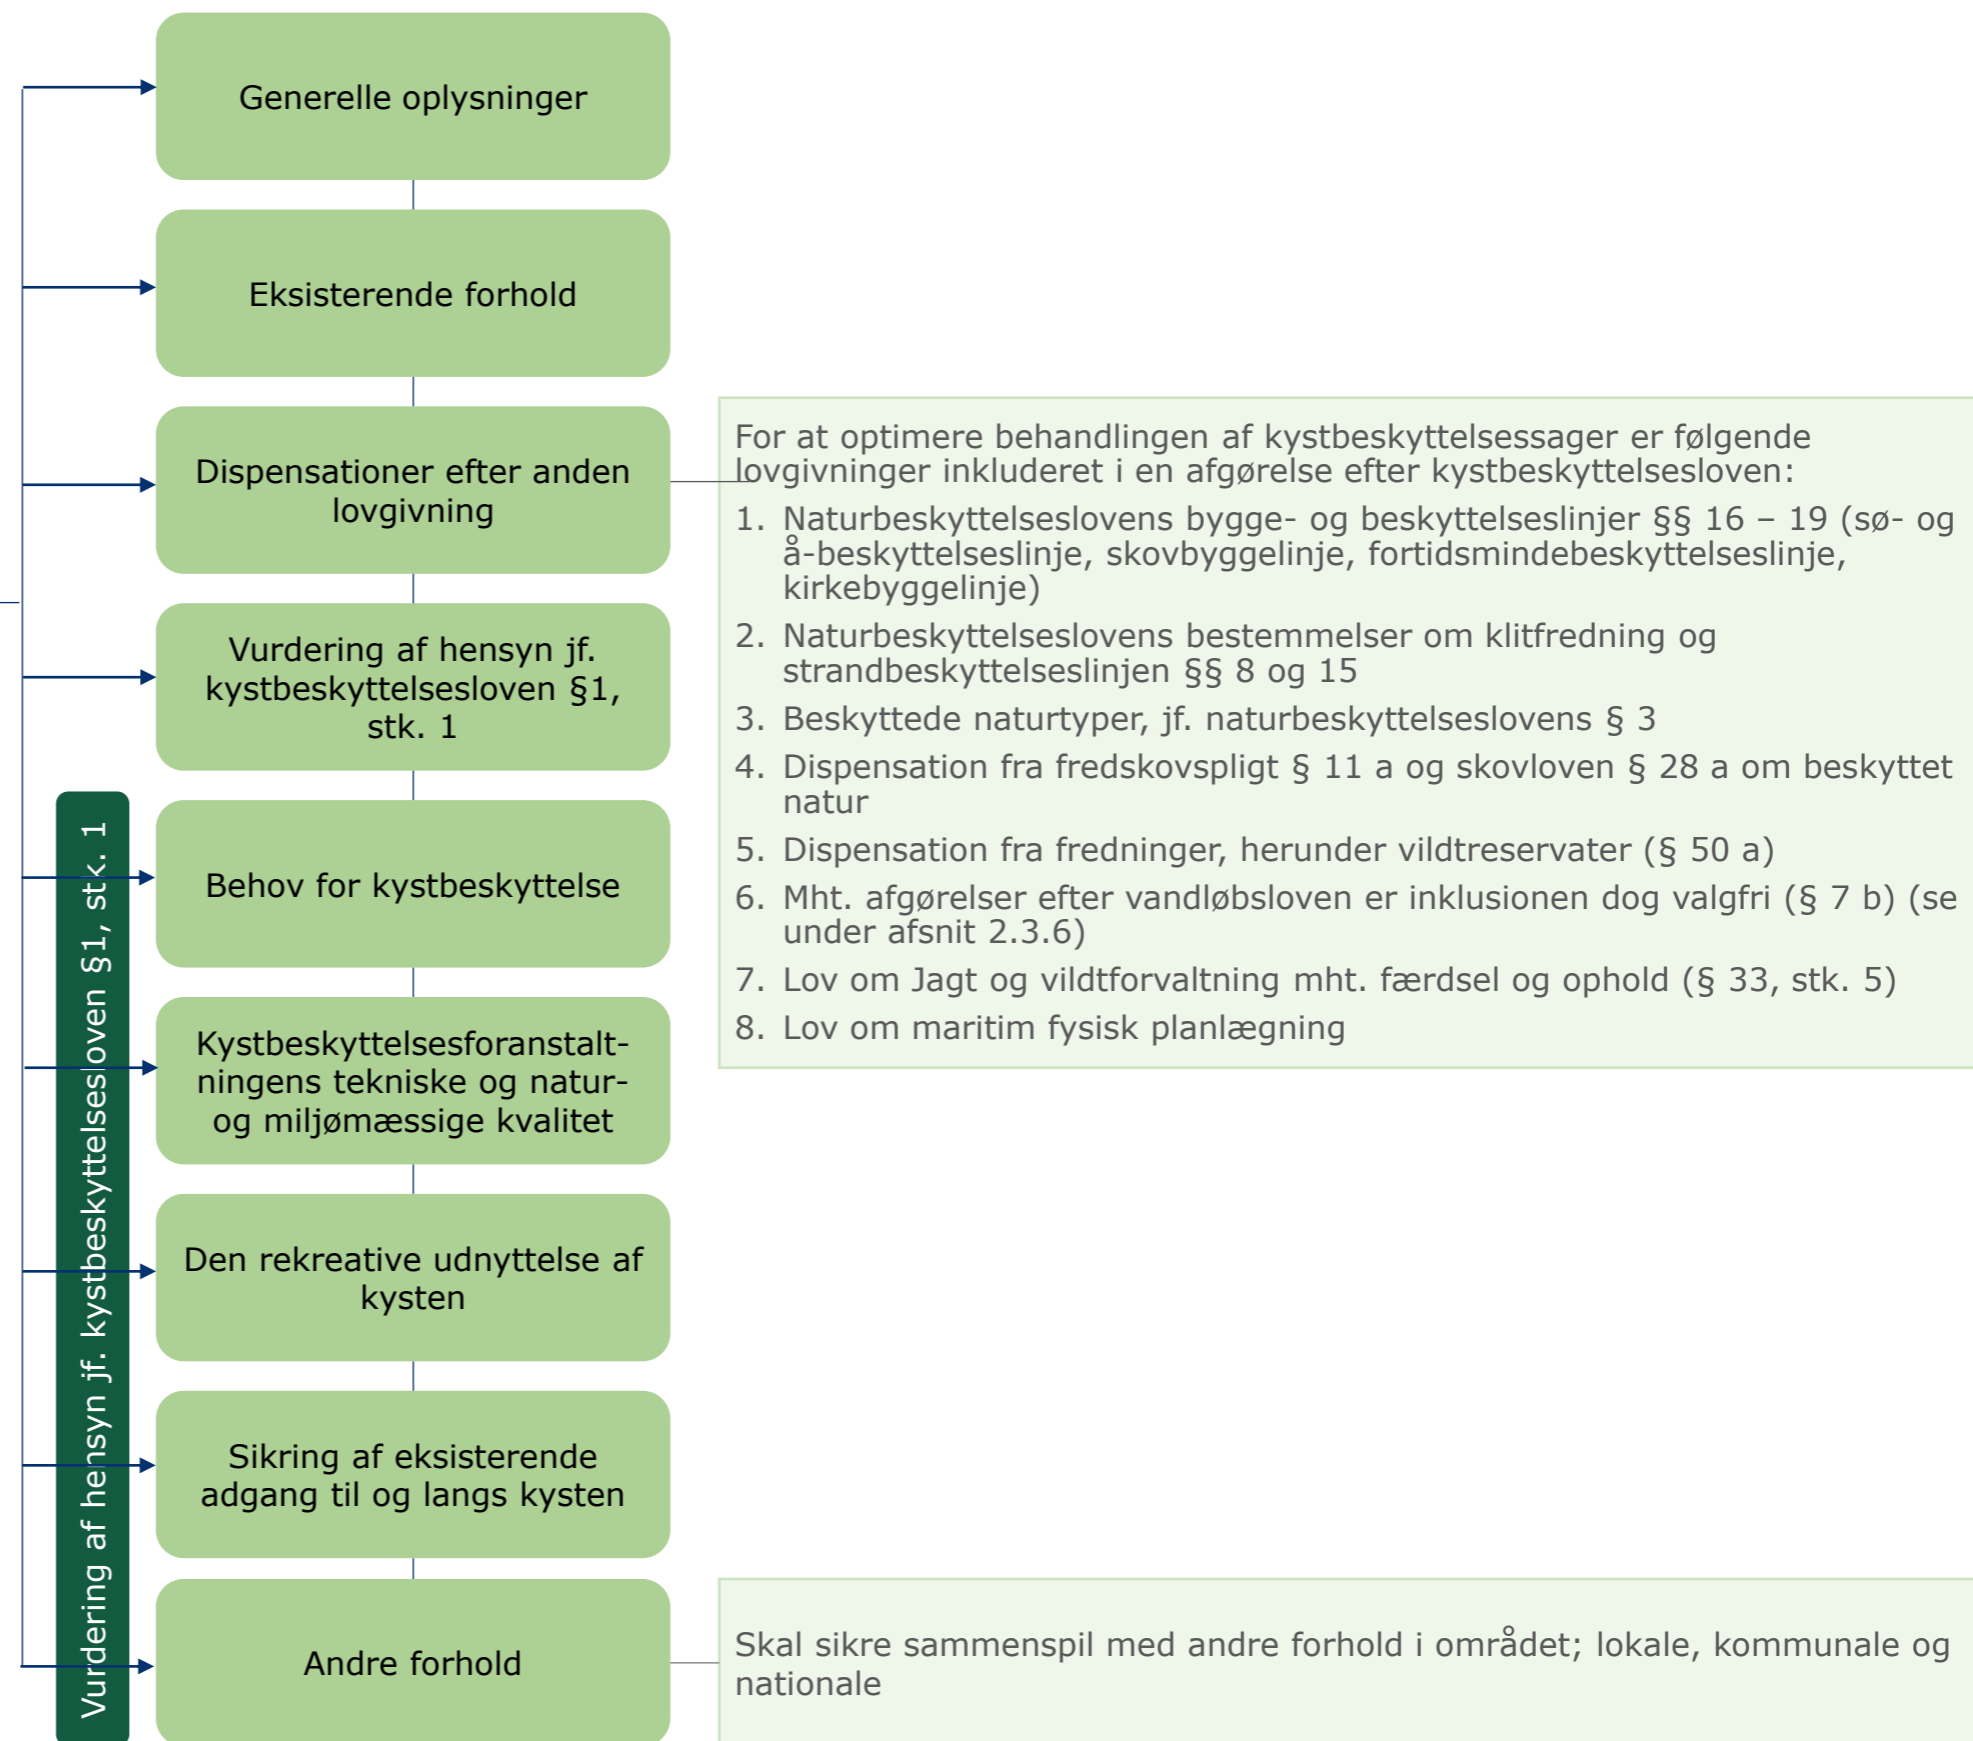 Generelle oplysninger
Eksisterende forhold
Dispensationer efter anden
lovgivning
For at optimere behandlingen af kystbeskyttelsessager er følgende
lovgivninger inkluderet i en afgørelse efter kystbeskyttelsesloven:
1. Naturbeskyttelseslovens bygge- og beskyttelseslinjer §§ 16 – 19 (sø- og
å-beskyttelseslinje, skovbyggelinje, fortidsmindebeskyttelseslinje,
kirkebyggelinje)
2. Naturbeskyttelseslovens bestemmelser om klitfredning og
strandbeskyttelseslinjen §§ 8 og 15
3. Beskyttede naturtyper, jf. naturbeskyttelseslovens § 3
4. Dispensation fra fredskovspligt § 11 a og skovloven § 28 a om beskyttet
natur
5. Dispensation fra fredninger, herunder vildtreservater (§ 50 a)
6. Mht. afgørelser efter vandløbsloven er inklusionen dog valgfri (§ 7 b) (se
under afsnit 2.3.6)
7. Lov om Jagt og vildtforvaltning mht. færdsel og ophold (§ 33, stk. 5)
8. Lov om maritim fysisk planlægning
Vurdering af hensyn jf.
kystbeskyttelsesloven §1,
stk. 1
Vurdering af hensyn jf. kystbeskyttelsesloven §1, stk. 1
Behov for kystbeskyttelse
Kystbeskyttelsesforanstalt-
ningens tekniske og natur-
og miljømæssige kvalitet
Den rekreative udnyttelse af
kysten
Sikring af eksisterende
adgang til og langs kysten
Andre forhold
Skal sikre sammenspil med andre forhold i området; lokale, kommunale og
nationale